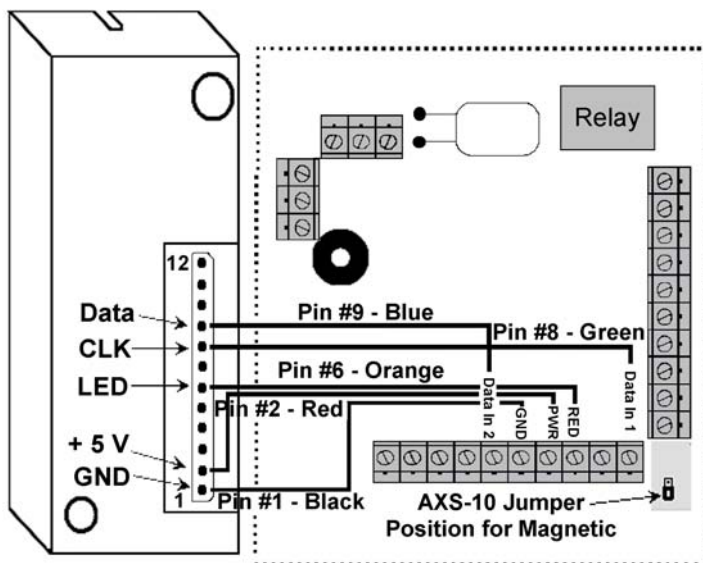 Relay
12
Data
CLK
LED
+ 5 V
GND
1
Pin #9 - Blue
Pin #8 - Green
Pin #6 - Orange
Pin #2 - Red
Pin #1 - Black
Data In 2
GND
PWR
RED
Data In 1
AXS-10 Jumper
Position for Magnetic